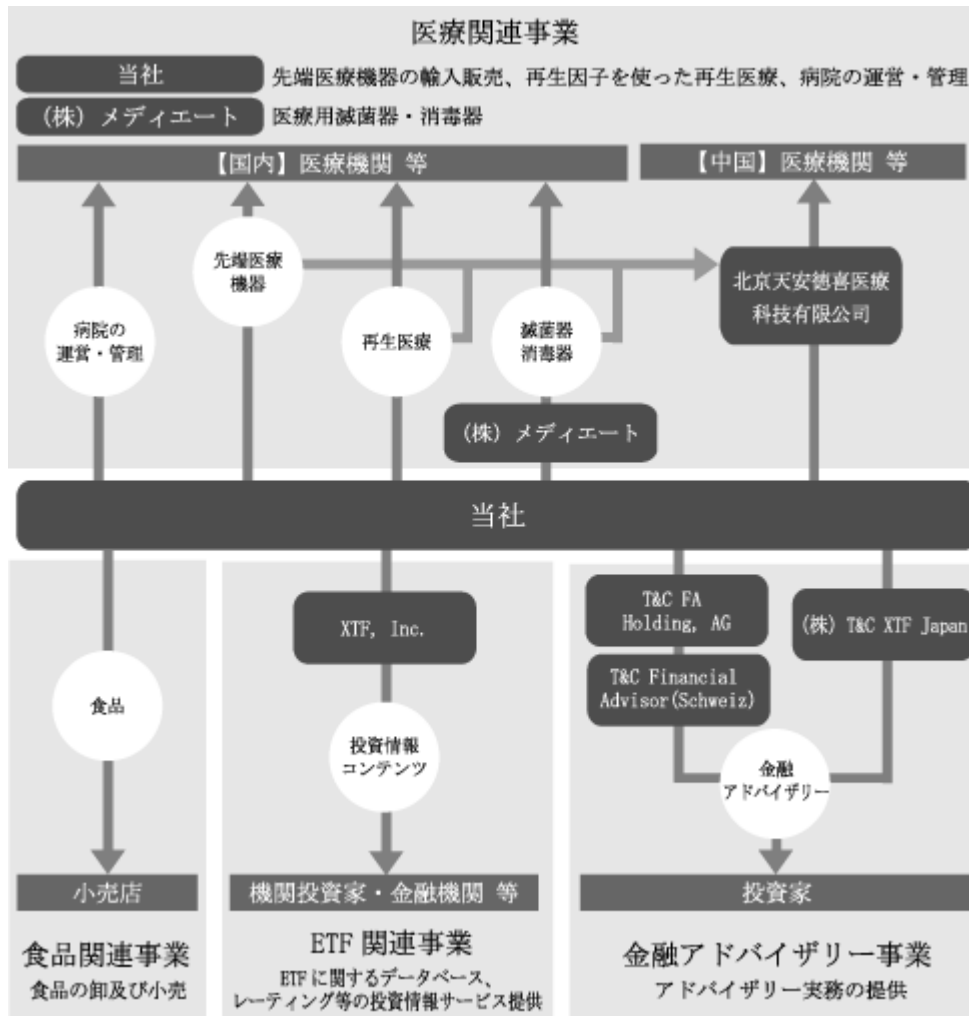 医療関連事業
当社 先端医療機器の輸入販売、再生因子を使った再生医療、病院の運営・管理
(株) メディエート 医療用滅菌器・消毒器
【国内】医療機関 等
【中国】医療機関 等
先端医療
機器
北京天安徳喜医療
科技有限公司
病院の
運営・管理
再生医療
滅菌器
消毒器
(株) メディエート
当社
T&C FA
Holding, AG
XTF, Inc.
(株) T&C XTF Japan
T&C Financial
Advisor(Schweiz)
食品
投資情報
コンテンツ
金融
アドバイザリー
小売店
機関投資家・金融機関 等
投資家
食品関連事業
食品の卸及び小売
ETF 関連事業
ETF に関するデータベース、
レーティング等の投資情報サービス提供
金融アドバイザリー事業
アドバイザリー実務の提供